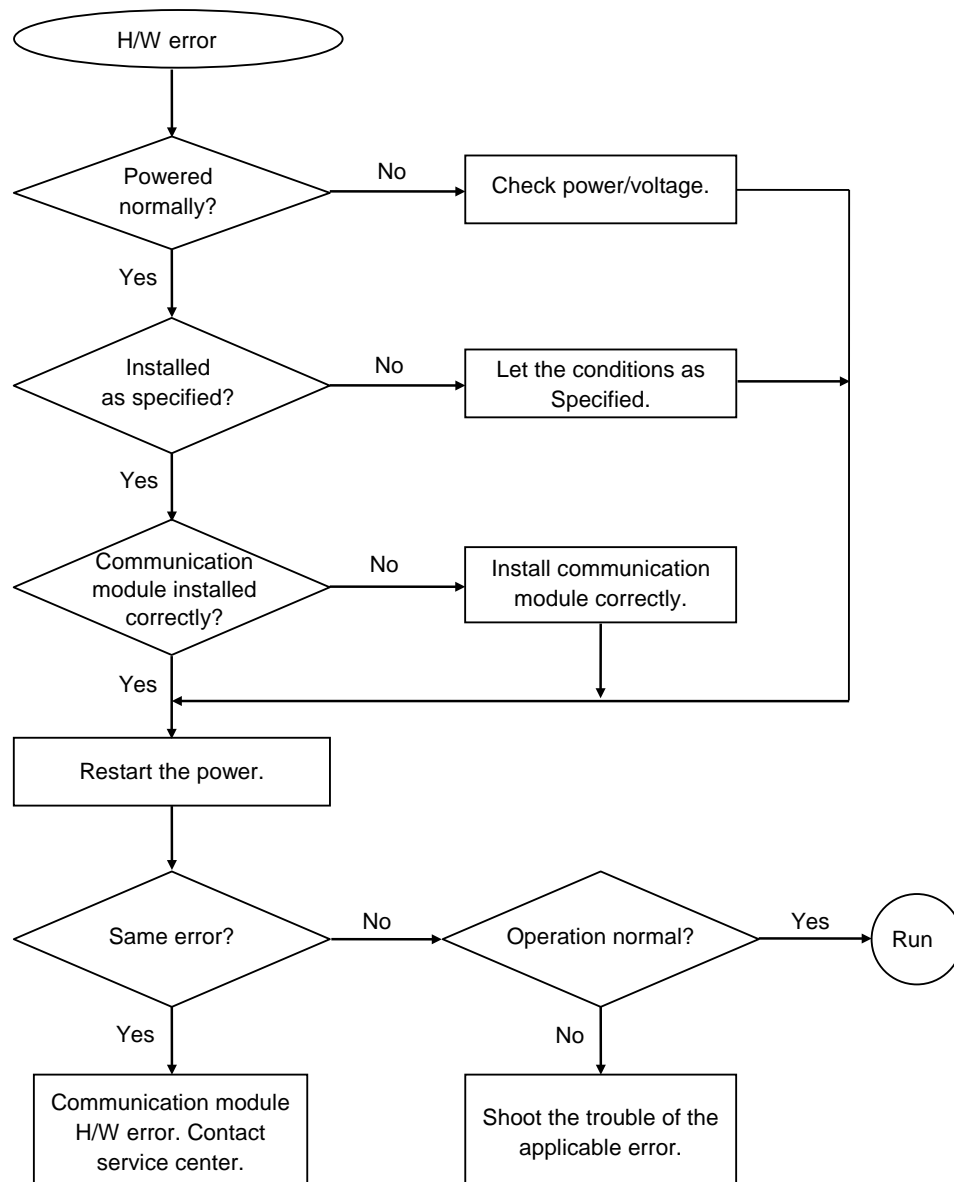 H/W error
Powered
normally?
No
Check power/voltage.
Yes
Installed
as specified?
No
Let the conditions as
Specified.
Yes
Communication
module installed
correctly?
No
Install communication
module correctly.
Yes
Restart the power.
Same error?
No
Operation normal?
Yes
Run
Yes
No
Communication module
H/W error. Contact
service center.
Shoot the trouble of the
applicable error.